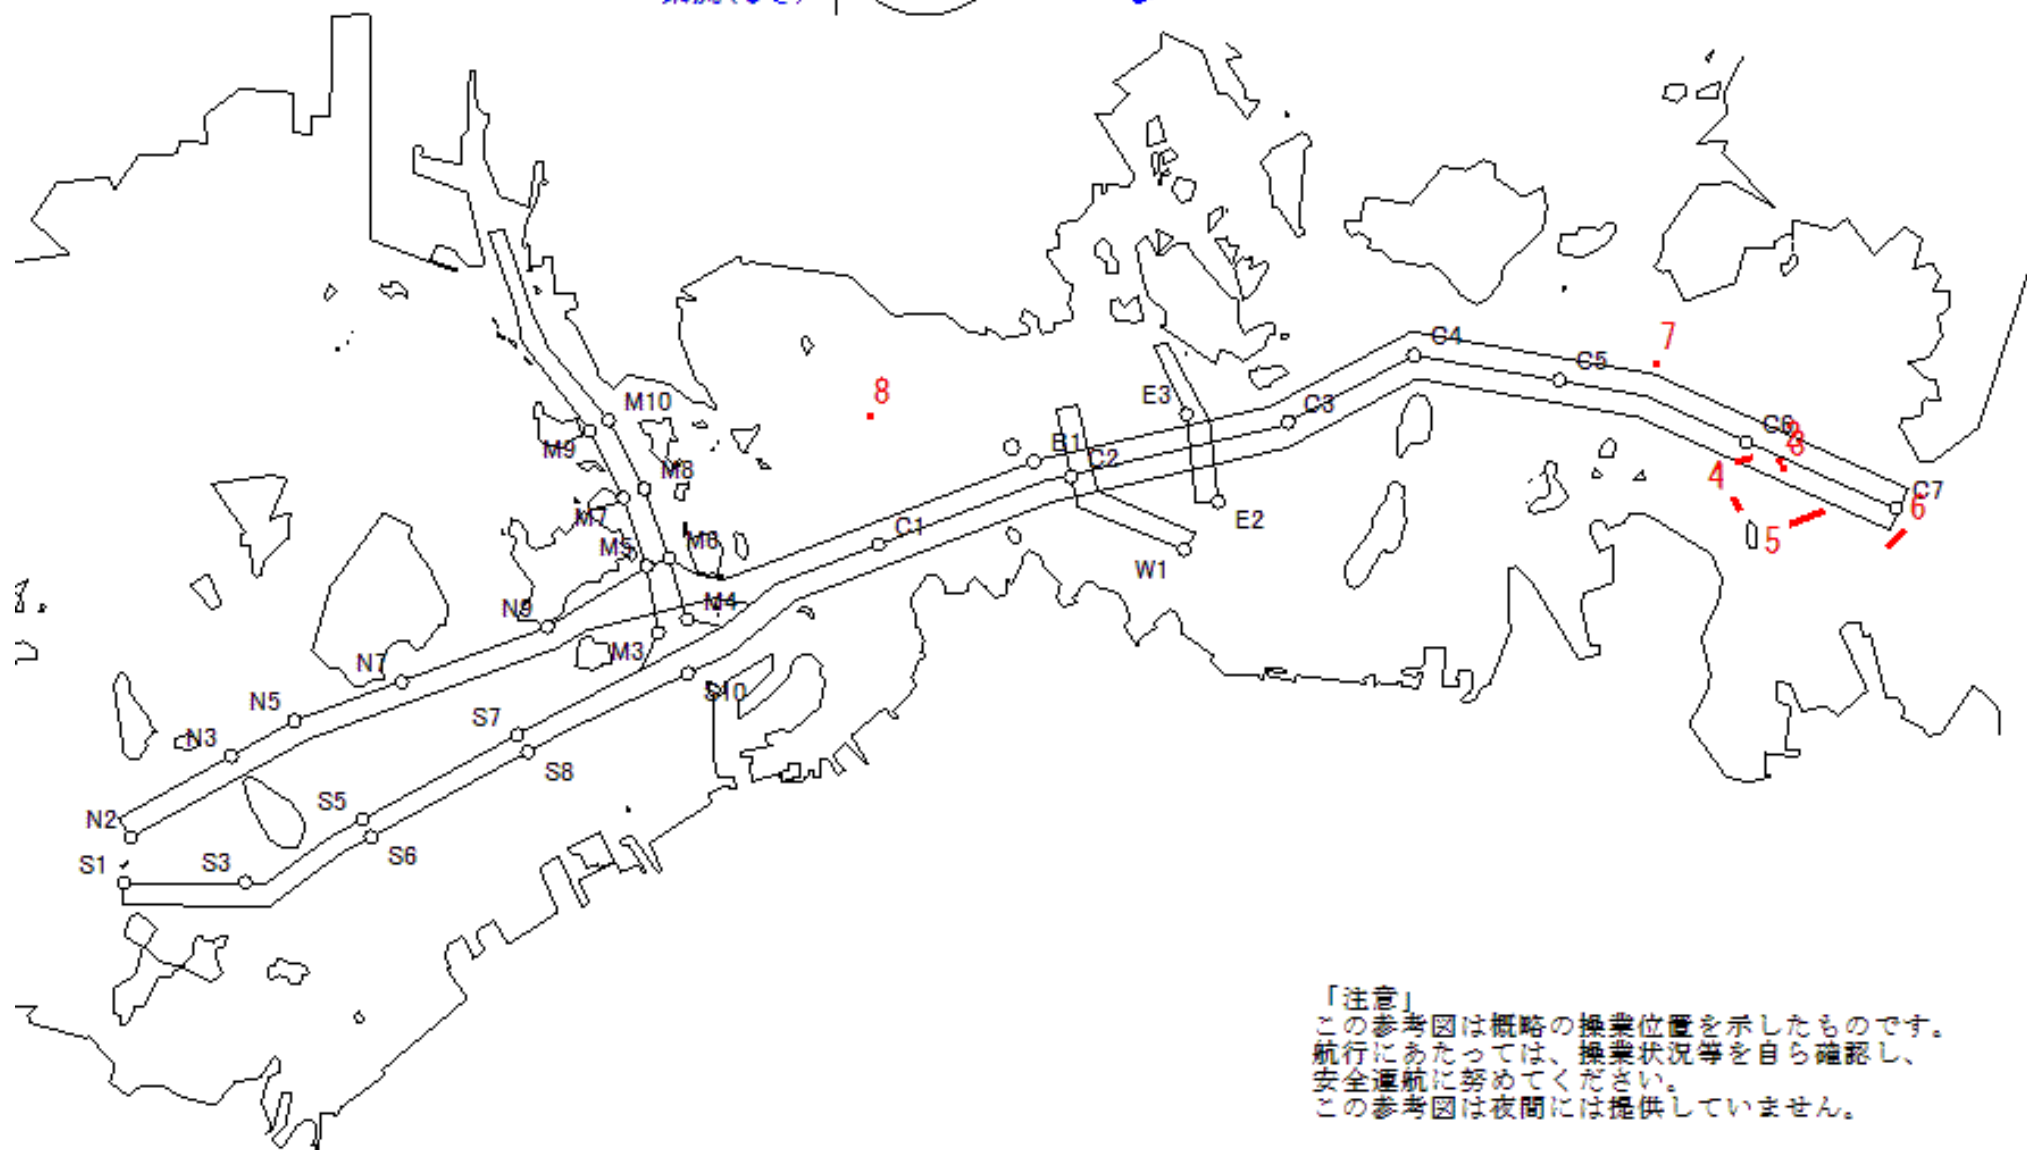 7
C4
C5
8
E3
M10
C3
C6
M9
B1
C2
M8
4
C7
6
M7
E2
5
C1
M5
M6
W1
N9
M4
M3
N7
S10
N5
S7
N3
S8
S5
N2
S6
S1
S3
「注意」
この参考図は概略の操業位置を示したものです。
航行にあたっては、操業状況等を自ら確認し、
安全運航に努めてください。
この参考図は夜間には提供していません。